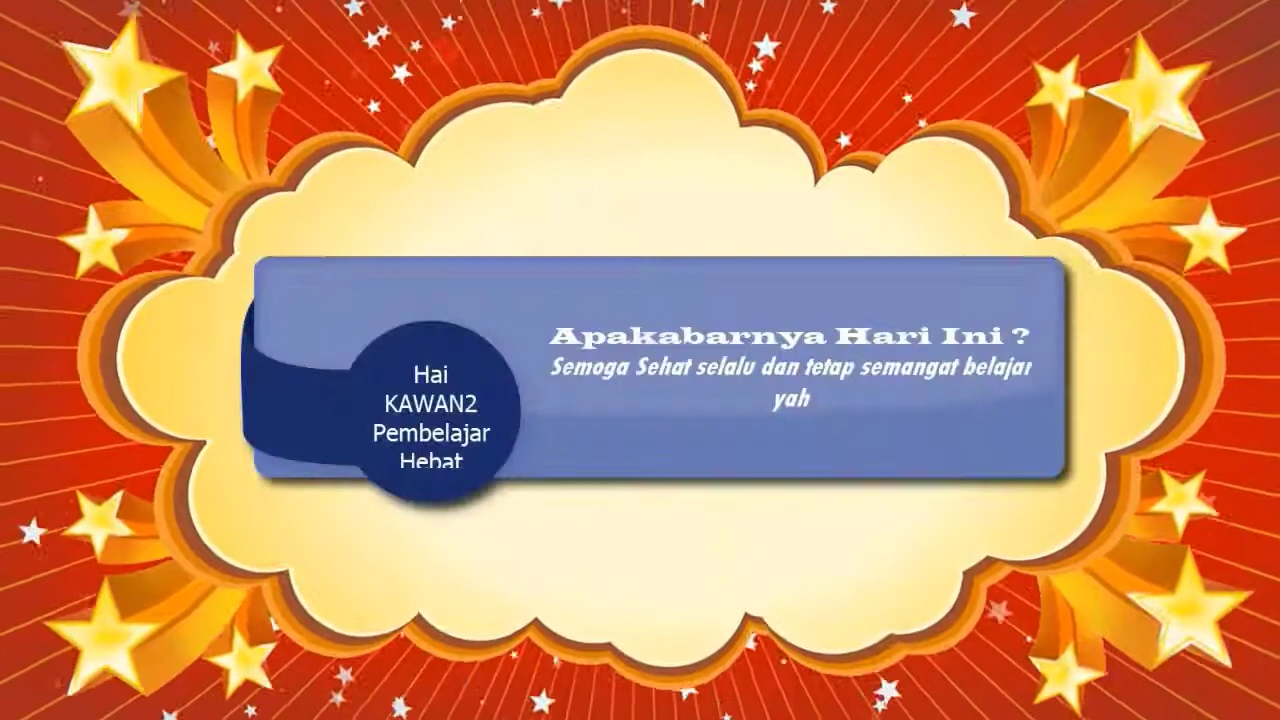 Hai
KAWAN2
Pembelajar
Hebat
Apakabarnya Hari Ini ?
Semoga Sehat selalu dan tetap semangat belajar
yah